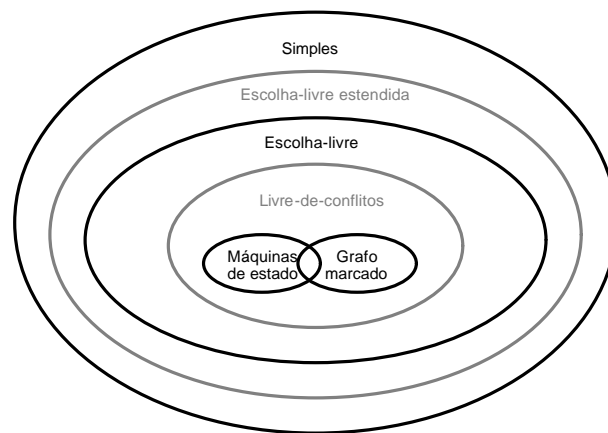 Simples
Escolha-livre estendida
Escolha-livre
Livre-de-conflitos
Máquinas
de estado
Grafo
marcado